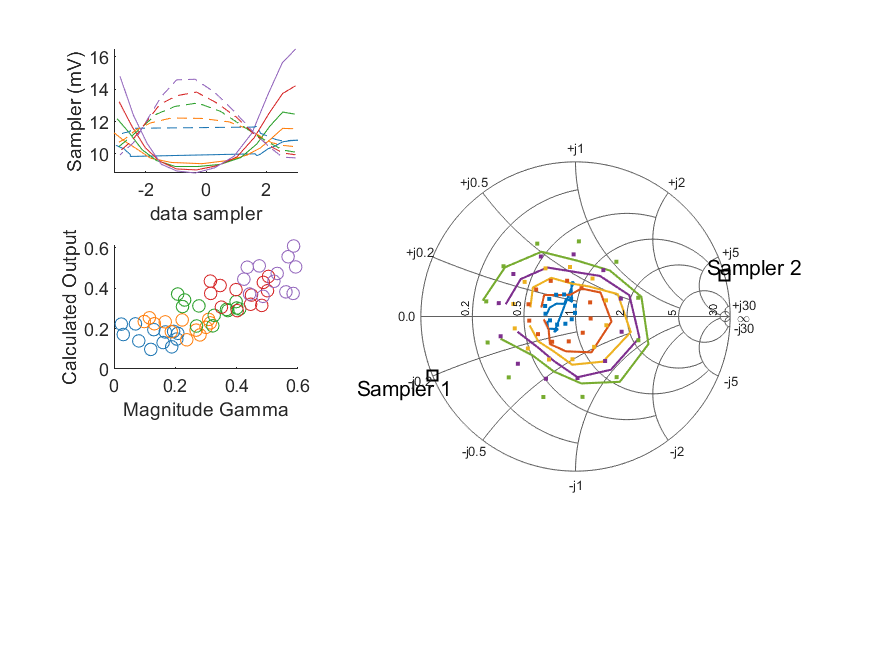 Sampler (mV)
16
14
12
10
-2
0
2
data sampler
Calculated Output
0.6
0.4
0.2
0
0
0.2
0.4
0.6
Magnitude Gamma
+j1
+j0.5
+j2
+j0.2
+j5
Sampler 2
0.0
0.2
0.5
1
2
5
30
+j30
∞
-j30
-j0.2
Sampler 1
-j5
-j0.5
-j2
-j1